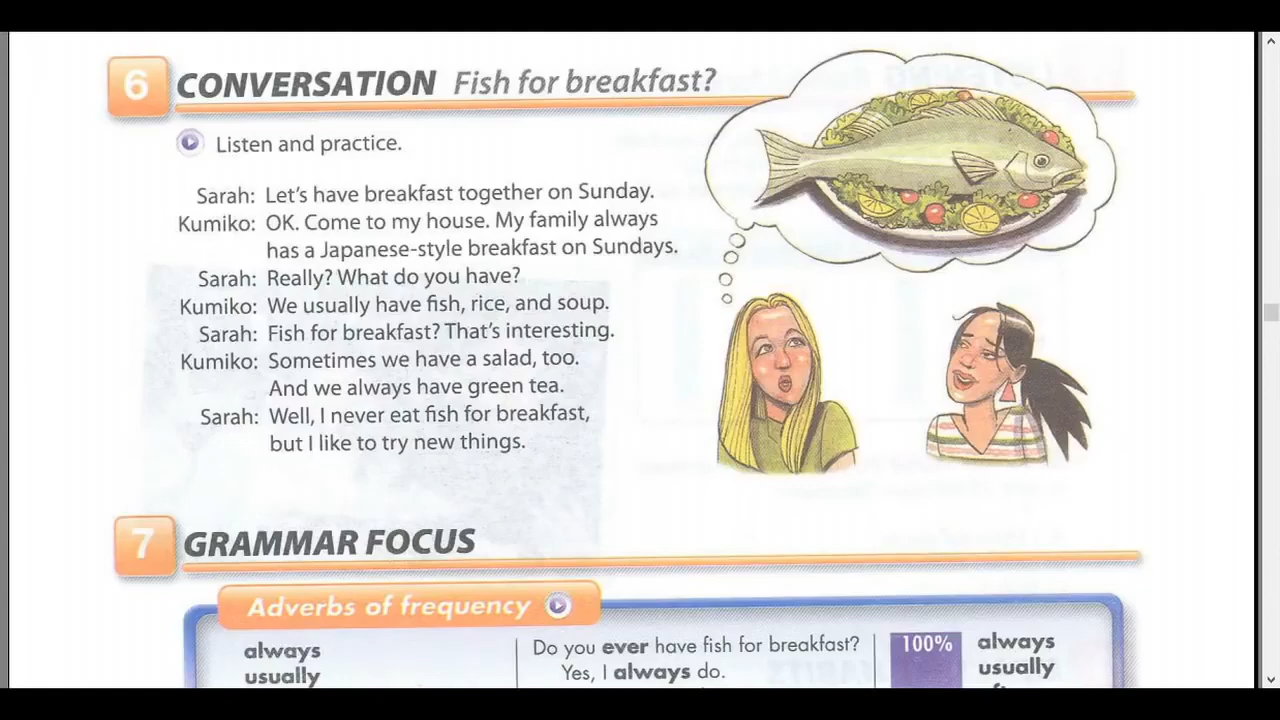 6 CONVERSATION Fish for breakfast?
Listen and practice.
Sarah: Let's have breakfast together on Sunday.
Kumiko: OK. Come to my house. My family always
has a Japanese-style breakfast on Sundays.
Sarah: Really? What do you have?
Kumiko: We usually have fish, rice, and soup.
Sarah: Fish for breakfast? That's interesting.
Kumiko: Sometimes we have a salad, too.
And we always have green tea.
Sarah: Well, I never eat fish for breakfast,
but I like to try new things.
7 GRAMMAR FOCUS
Adverbs of frequency
always
usually
Do you ever have fish for breakfast?
Yes, I always do.
100% always
usually